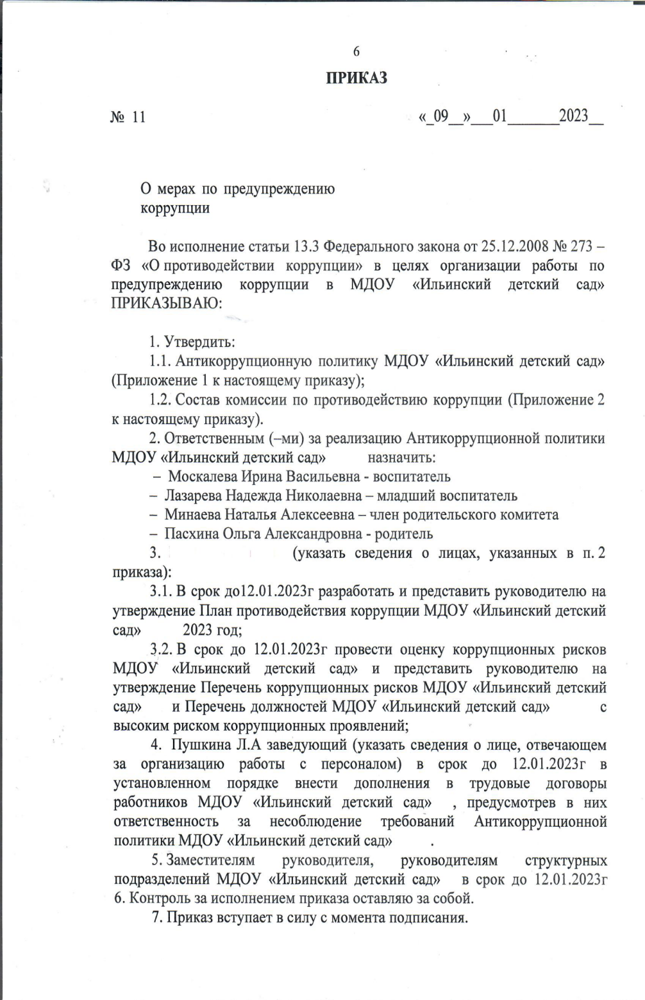 6
ПРИКАЗ
№ 11 «_09__»___01_______2023__
О мерах по предупреждению
коррупции
Во исполнение статьи 13.3 Федерального закона от 25.12.2008 № 273 –
ФЗ «О противодействии коррупции» в целях организации работы по
предупреждению коррупции в МДОУ «Ильинский детский сад»
ПРИКАЗЫВАЮ:
1. Утвердить:
1.1. Антикоррупционную политику МДОУ «Ильинский детский сад»
(Приложение 1 к настоящему приказу);
1.2. Состав комиссии по противодействию коррупции (Приложение 2
к настоящему приказу).
2. Ответственным (–ми) за реализацию Антикоррупционной политики
МДОУ «Ильинский детский сад» назначить:
– Москалева Ирина Васильевна - воспитатель
– Лазарева Надежда Николаевна – младший воспитатель
– Минаева Наталья Алексеевна – член родительского комитета
– Пасхина Ольга Александровна - родитель
3. (указать сведения о лицах, указанных в п. 2
приказа):
3.1. В срок до12.01.2023г разработать и представить руководителю на
утверждение План противодействия коррупции МДОУ «Ильинский детский
сад» 2023 год;
3.2. В срок до 12.01.2023г провести оценку коррупционных рисков
МДОУ «Ильинский детский сад» и представить руководителю на
утверждение Перечень коррупционных рисков МДОУ «Ильинский детский
сад» и Перечень должностей МДОУ «Ильинский детский сад» с
высоким риском коррупционных проявлений;
4. Пушкина Л.А заведующий (указать сведения о лице, отвечающем
за организацию работы с персоналом) в срок до 12.01.2023г в
установленном порядке внести дополнения в трудовые договоры
работников МДОУ «Ильинский детский сад» , предусмотрев в них
ответственность за несоблюдение требований Антикоррупционной
политики МДОУ «Ильинский детский сад» .
5. Заместителям руководителя, руководителям структурных
подразделений МДОУ «Ильинский детский сад» в срок до 12.01.2023г
6. Контроль за исполнением приказа оставляю за собой.
7. Приказ вступает в силу с момента подписания.